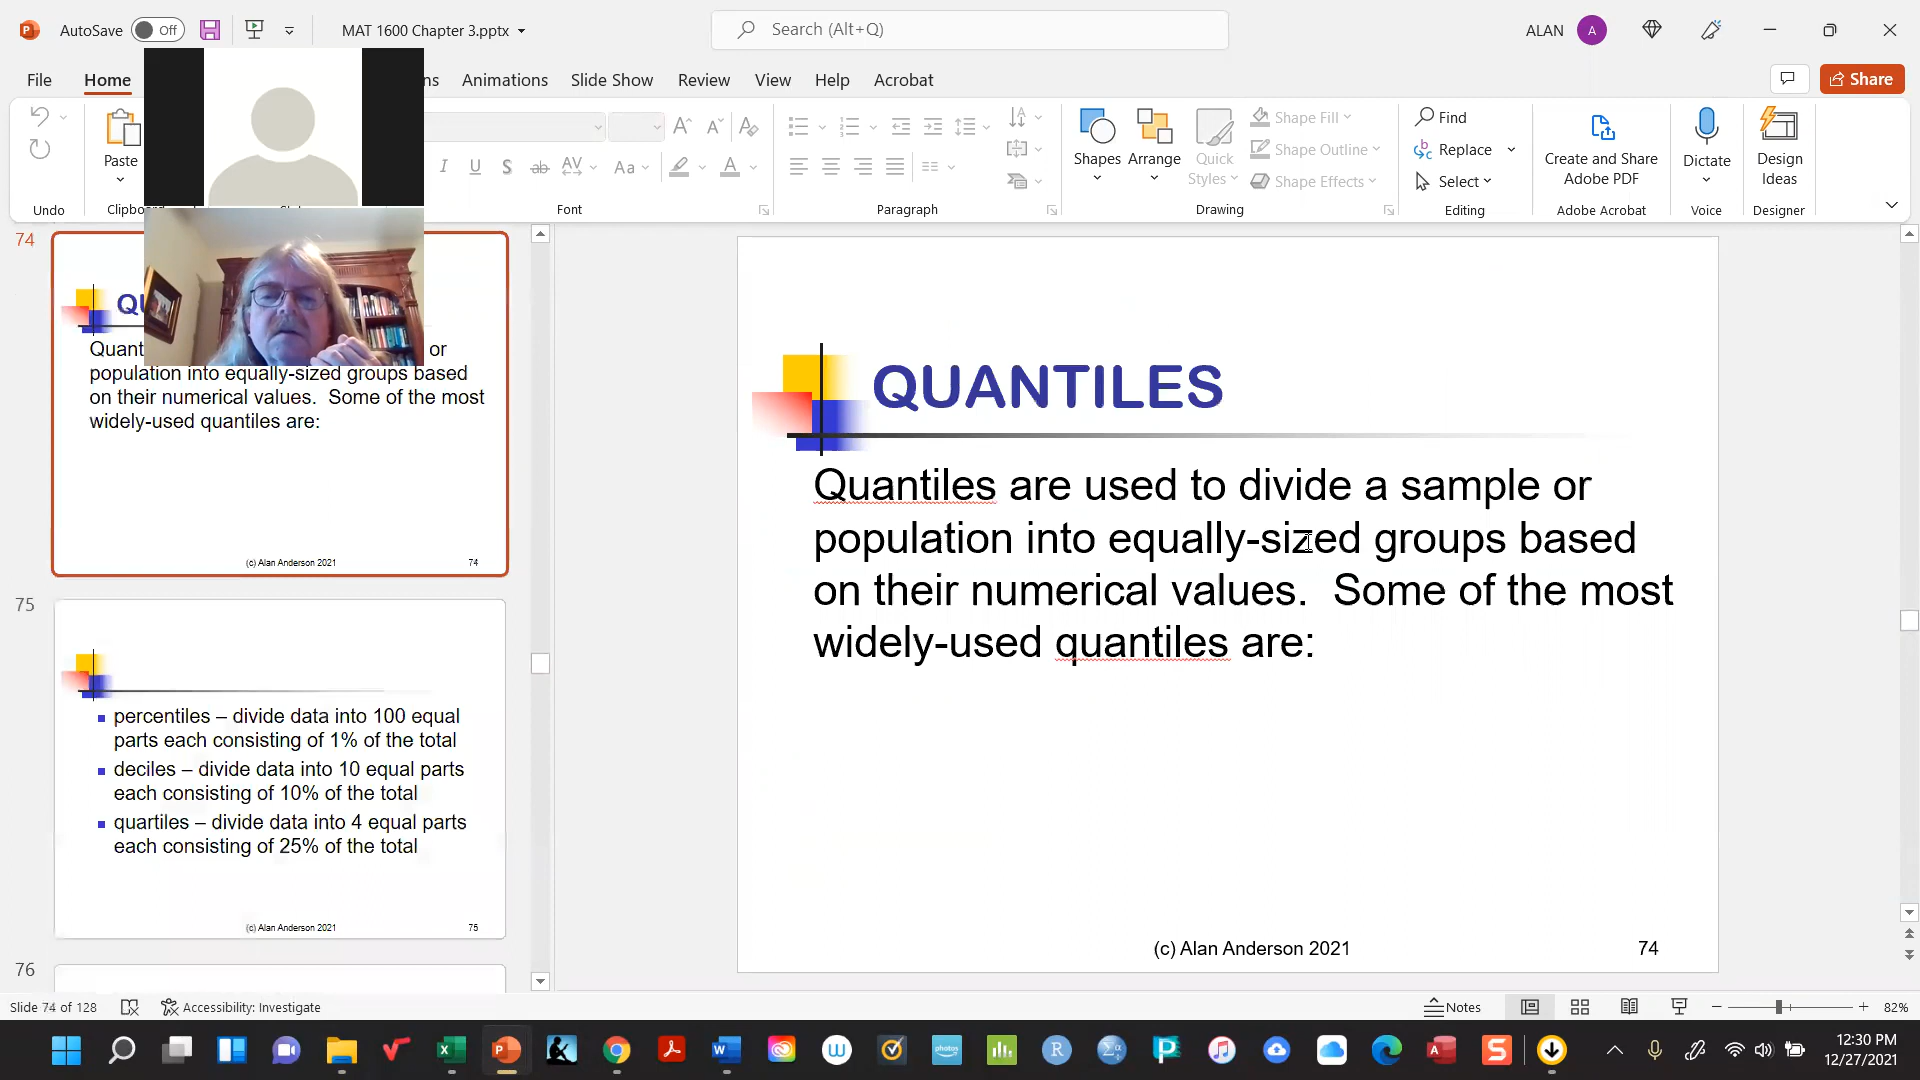 AutoSave
Off
MAT 1600 Chapter 3.pptx
Search (Alt+Q)
ALAN
A
File
Home
ns
Animations
Slide Show
Review
View
Help
Acrobat
Share
Undo
Paste
Clipb
Font
Paragraph
Shapes
Arrange
Quick
Styles
Shape Fill
Shape Outline
Shape Effects
Drawing
Find
Replace
Select
Editing
Create and Share
Adobe PDF
Adobe Acrobat
Dictate
Voice
Design
Ideas
Designer
74
Quant or
population into equally-sized groups based
on their numerical values.  Some of the most
widely-used quantiles are:
(c) Alan Anderson 2021
74
75
percentiles – divide data into 100 equal
parts each consisting of 1% of the total
deciles – divide data into 10 equal parts
each consisting of 10% of the total
quartiles – divide data into 4 equal parts
each consisting of 25% of the total
(c) Alan Anderson 2021
75
76
QUANTILES
Quantiles are used to divide a sample or
population into equally-sized groups based
on their numerical values.  Some of the most
widely-used quantiles are:
(c) Alan Anderson 2021
74
Slide 74 of 128
Accessibility: Investigate
Notes
82%
12:30 PM
12/27/2021